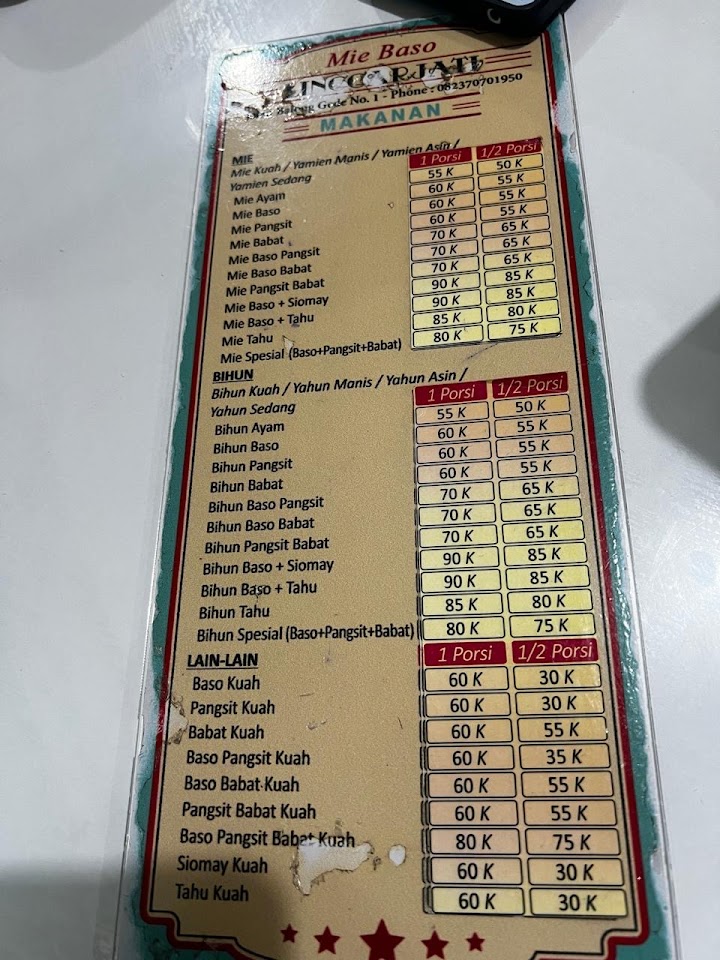 Mie Baso
LINGGARJATI
Balong Gede No. 1 - Phone : 082370701950
MAKANAN
MIE
Mie Kuah / Yamien Manis / Yamien Asin /
Yamien Sedang
Mie Ayam
Mie Baso
Mie Pangsit
Mie Babat
Mie Baso Pangsit
Mie Baso Babat
Mie Pangsit Babat
Mie Baso + Siomay
Mie Baso + Tahu
Mie Tahu
Mie Spesial (Baso+Pangsit+Babat)
1 Porsi 1/2 Porsi
55 K 50 K
60 K 55 K
60 K 55 K
60 K 55 K
70 K 65 K
70 K 65 K
70 K 65 K
90 K 85 K
90 K 85 K
85 K 80 K
80 K 75 K
BIHUN
Bihun Kuah / Yahun Manis / Yahun Asin /
Yahun Sedang
Bihun Ayam
Bihun Baso
Bihun Pangsit
Bihun Babat
Bihun Baso Pangsit
Bihun Baso Babat
Bihun Pangsit Babat
Bihun Baso + Siomay
Bihun Baso + Tahu
Bihun Tahu
Bihun Spesial (Baso+Pangsit+Babat)
1 Porsi 1/2 Porsi
55 K 50 K
60 K 55 K
60 K 55 K
60 K 55 K
70 K 65 K
70 K 65 K
70 K 65 K
90 K 85 K
90 K 85 K
85 K 80 K
80 K 75 K
LAIN-LAIN 1 Porsi 1/2 Porsi
Baso Kuah 60 K 30 K
Pangsit Kuah 60 K 30 K
Babat Kuah 60 K 55 K
Baso Pangsit Kuah 60 K 35 K
Baso Babat Kuah 60 K 55 K
Pangsit Babat Kuah 60 K 55 K
Baso Pangsit Babat Kuah 80 K 75 K
Siomay Kuah 60 K 30 K
Tahu Kuah 60 K 30 K